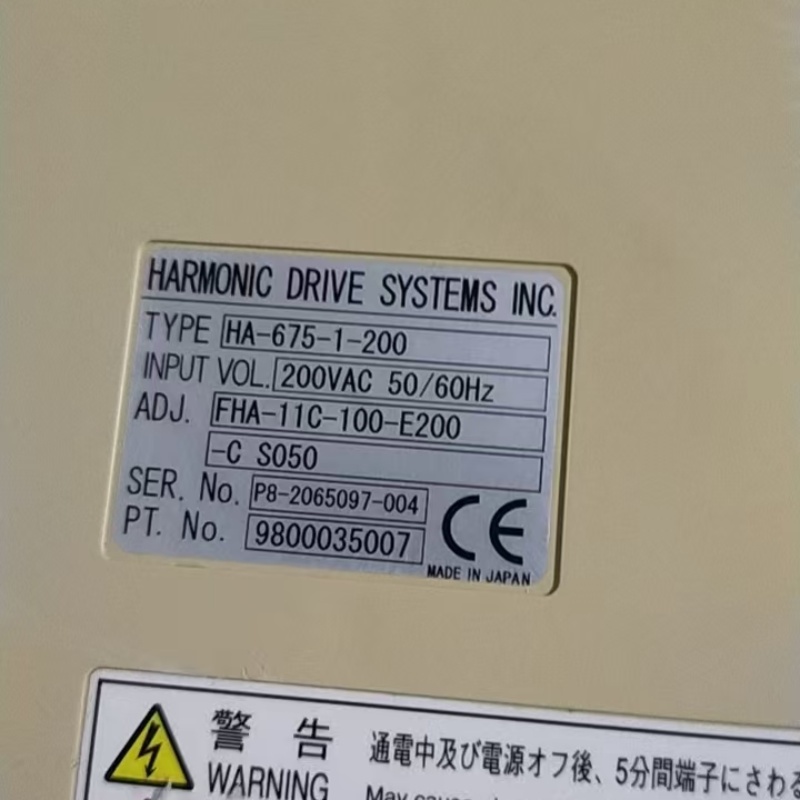 HARMONIC DRIVE SYSTEMS INC.
TYPE HA-675-1-200
INPUT VOL. 200VAC 50/60Hz
ADJ. FHA-11C-100-E200
-C S050
SER. No. P8-2065097-004
PT. No. 9800035007
CE
MADE IN JAPAN
警告
通電中及び電源オフ後、5分間端子にさわる
WARNING
May cause